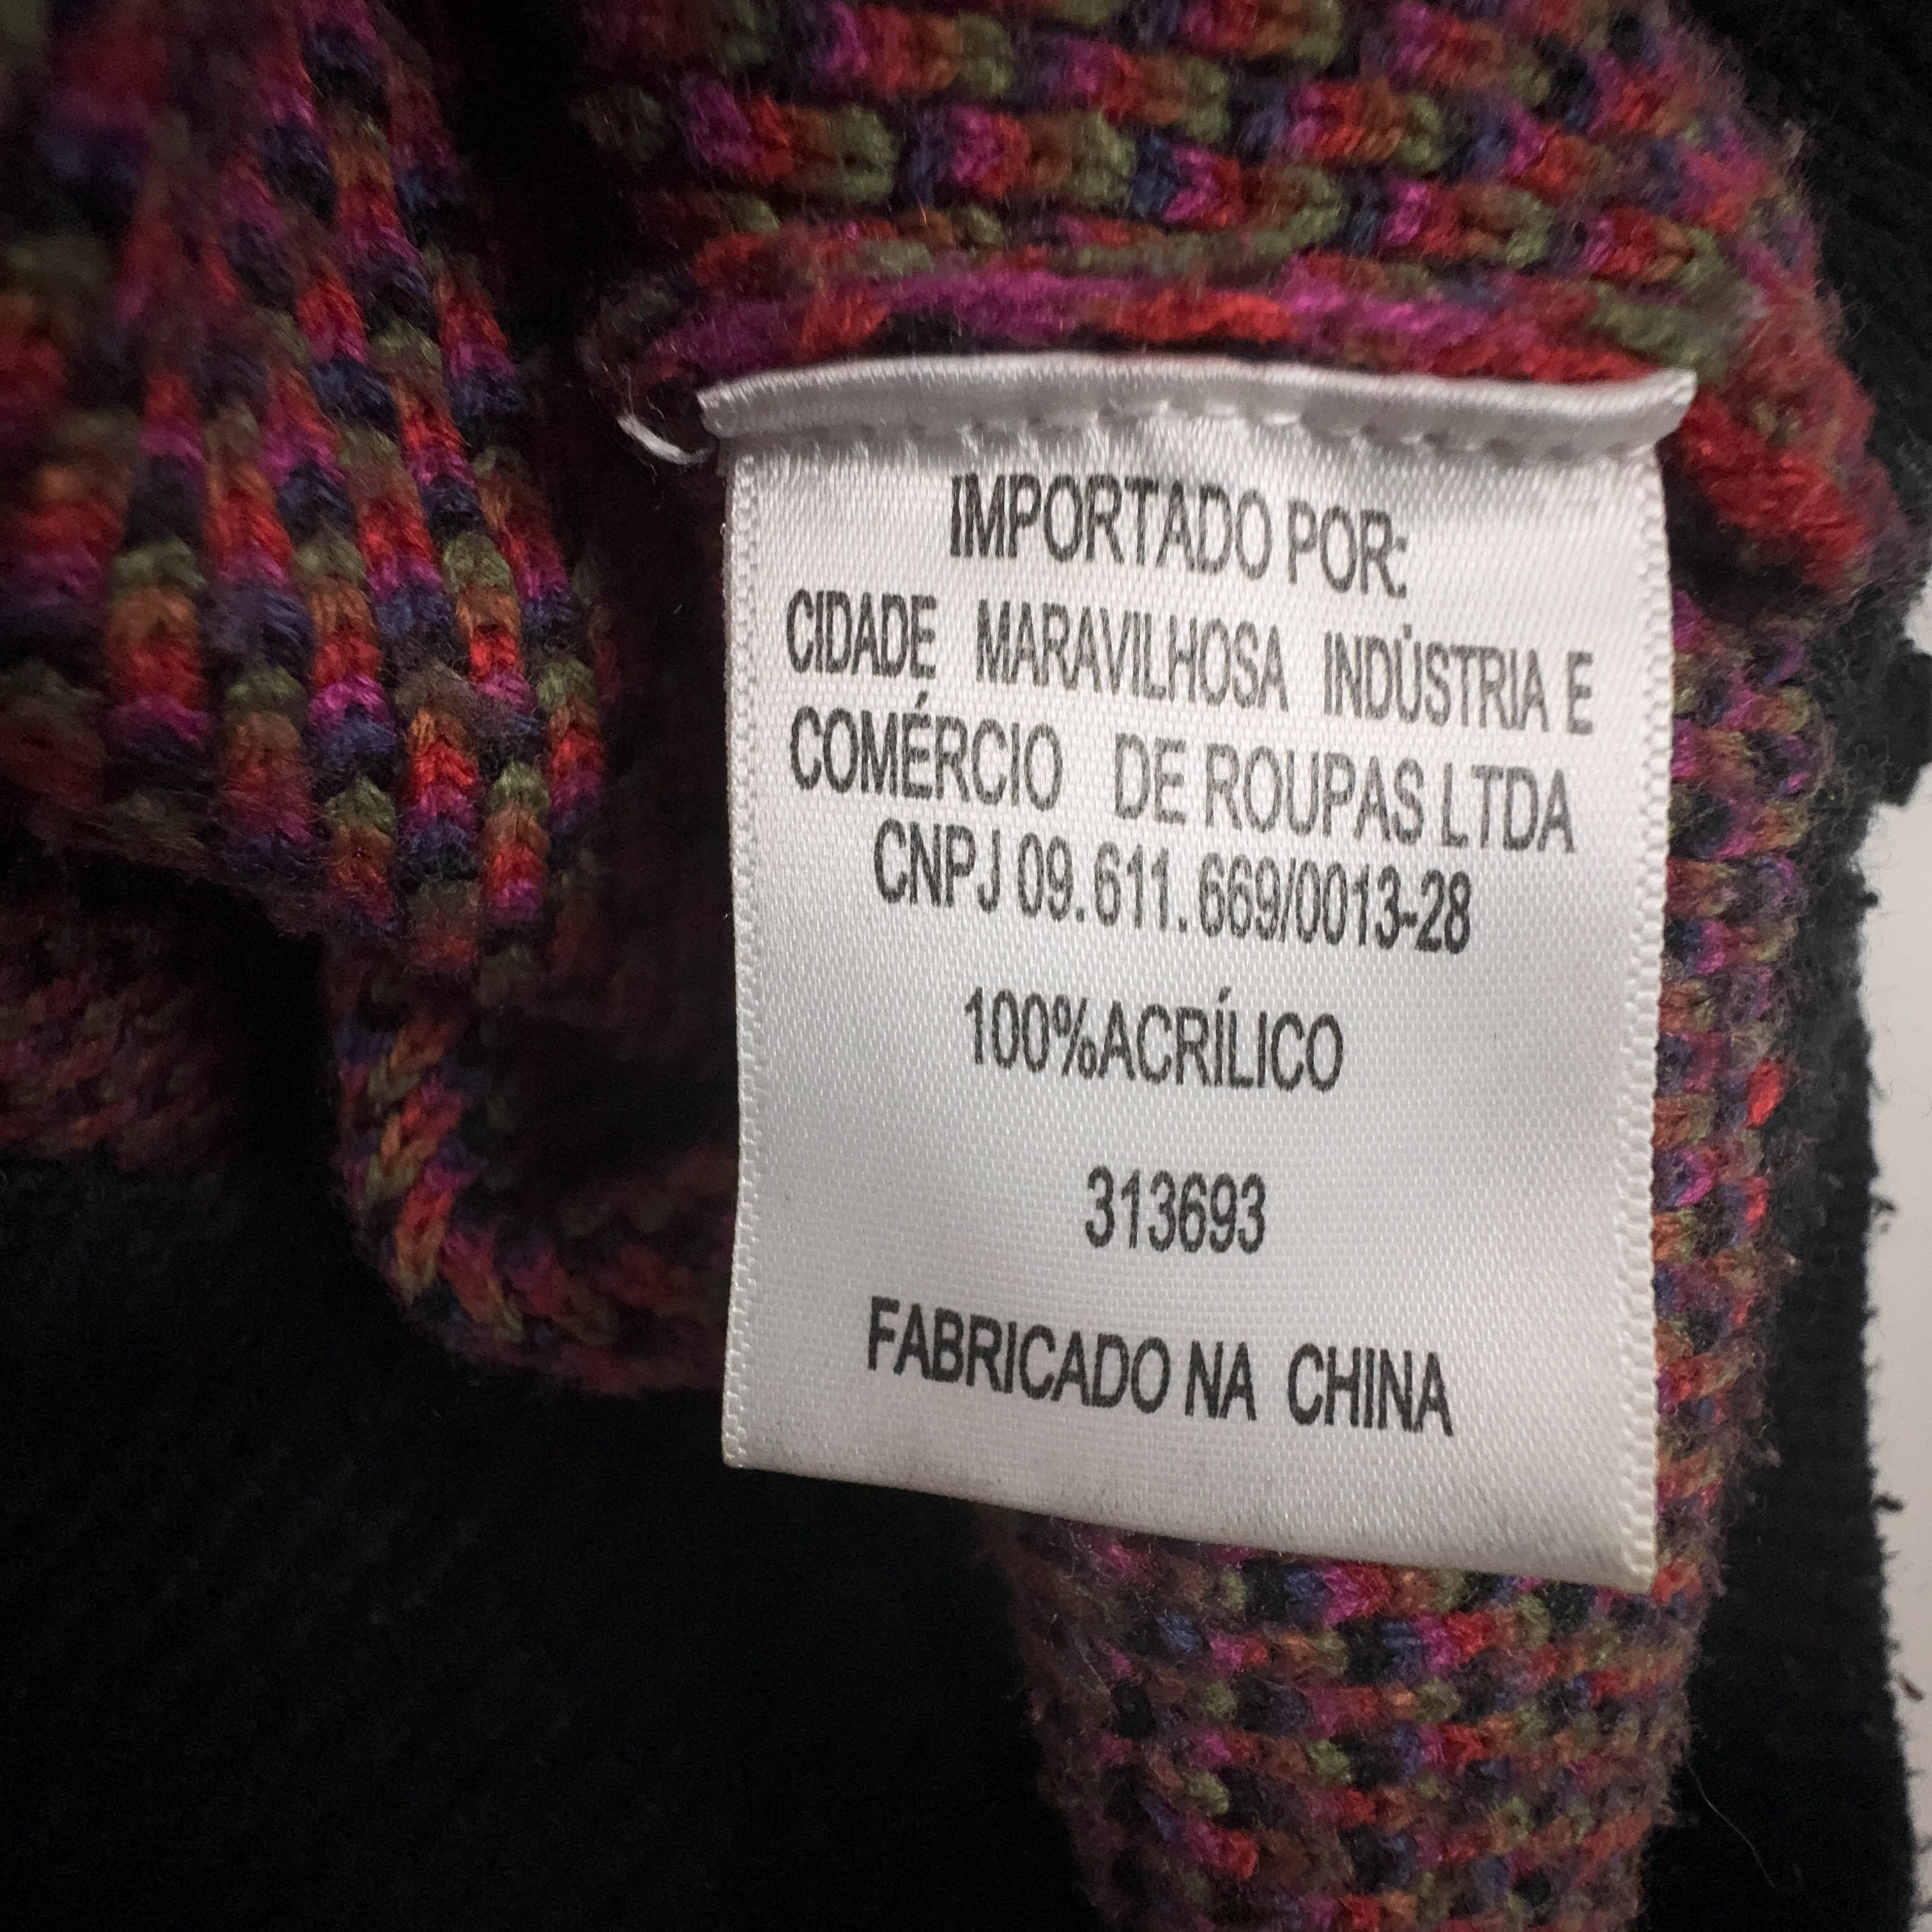 IMPORTADO POR:
CIDADE MARAVILHOSA INDÚSTRIA E
COMÉRCIO DE ROUPAS LTDA
CNPJ 09.611.669/0013-28
100%ACRÍLICO
313693
FABRICADO NA CHINA